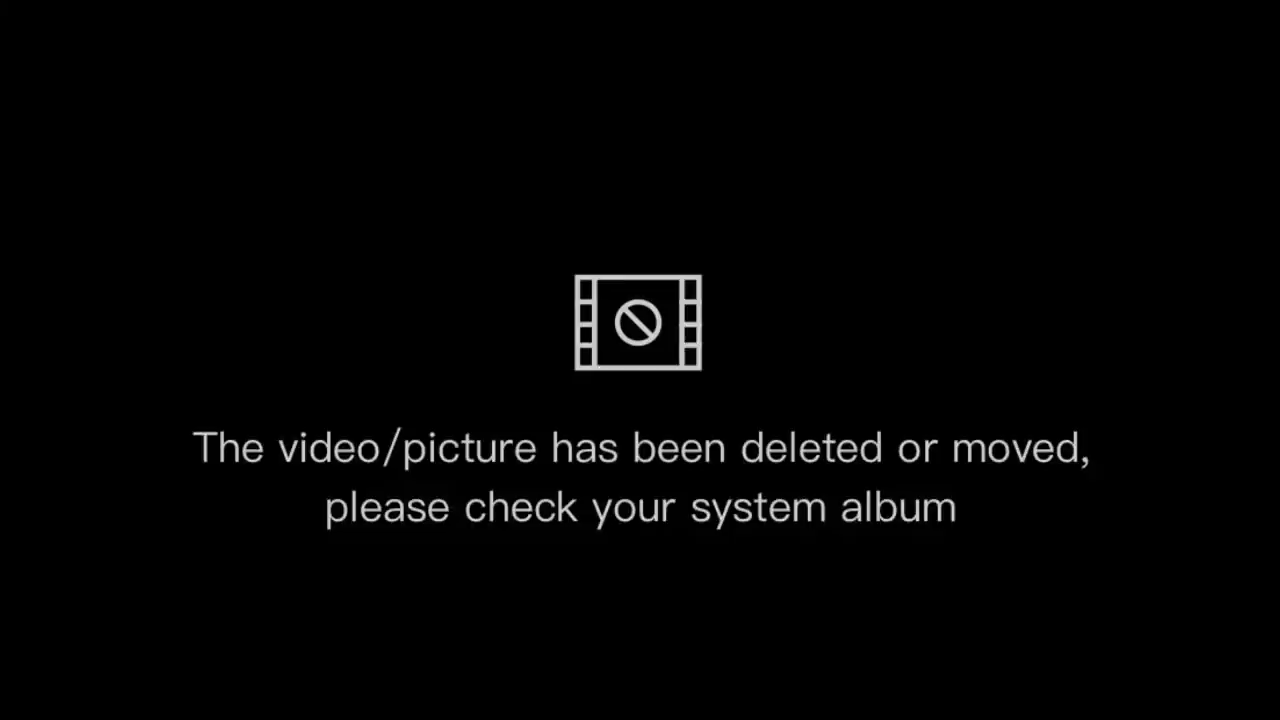 The video/picture has been deleted or moved,
please check your system album